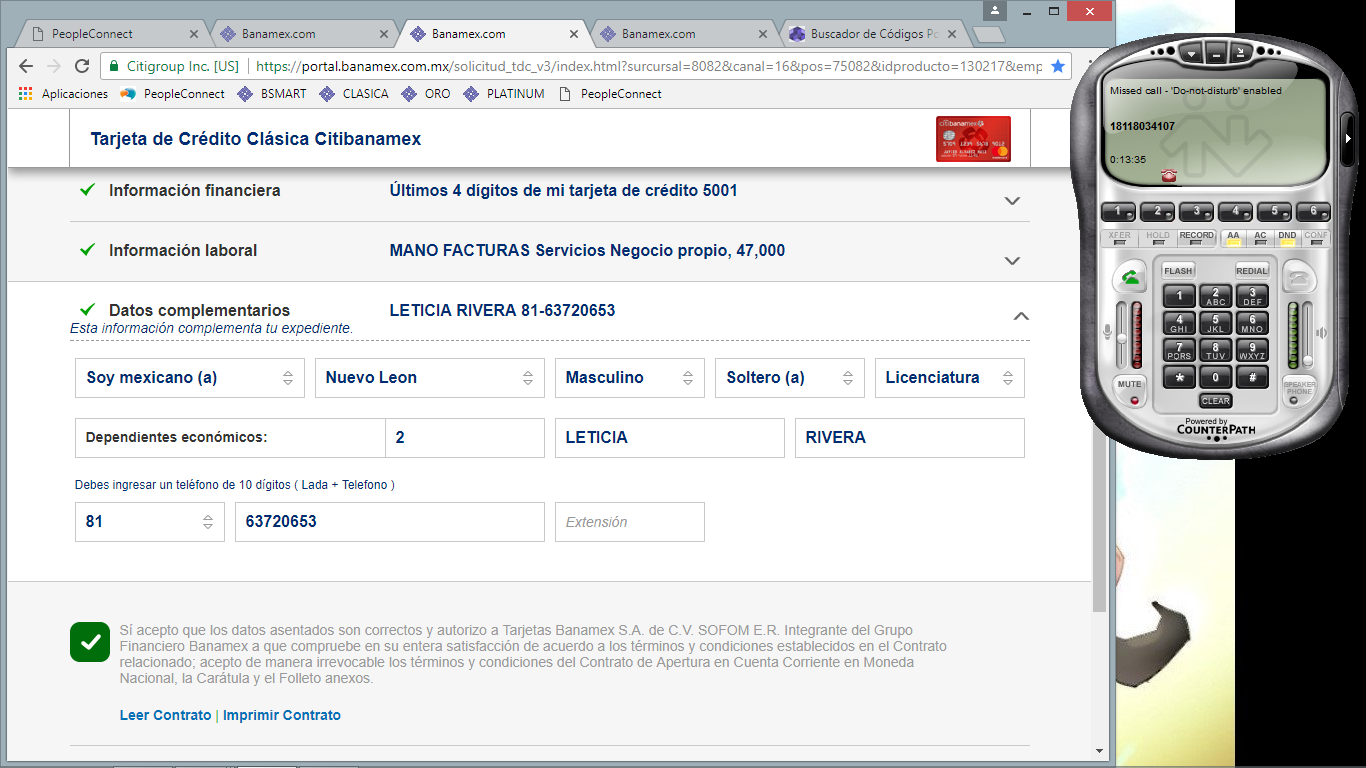 PeopleConnect
Banamex.com
Banamex.com
Banamex.com
Buscador de Códigos Po
Citigroup Inc. [US] https://portal.banamex.com.mx/solicitud_tdc_v3/index.html?surcursal=8082&canal=16&pos=75082&idproducto=130217&emp
Aplicaciones PeopleConnect BSMART CLASICA ORO PLATINUM PeopleConnect
Tarjeta de Crédito Clásica Citibanamex
citibanamex
Información financiera Últimos 4 dígitos de mi tarjeta de crédito 5001
Información laboral MANO FACTURAS Servicios Negocio propio, 47,000
Datos complementarios LETICIA RIVERA 81-63720653
Esta información complementa tu expediente.
Soy mexicano (a) Nuevo Leon Masculino Soltero (a) Licenciatura
Dependientes económicos: 2 LETICIA RIVERA
Debes ingresar un teléfono de 10 dígitos ( Lada + Telefono )
81 63720653 Extensión
Sí acepto que los datos asentados son correctos y autorizo a Tarjetas Banamex S.A. de C.V. SOFOM E.R. Integrante del Grupo
Financiero Banamex a que compruebe en su entera satisfacción de acuerdo a los términos y condiciones establecidos en el Contrato
relacionado; acepto de manera irrevocable los términos y condiciones del Contrato de Apertura en Cuenta Corriente en Moneda
Nacional, la Carátula y el Folleto anexos.
Leer Contrato | Imprimir Contrato
Missed call - 'Do-not-disturb' enabled
18118034107
0:13:35
1 2 3 4 5 6
XFER HOLD RECORD AA AC DND CONF
FLASH REDIAL
1 2 ABC 3 DEF
4 GHI 5 JKL 6 MNO
7 PQRS 8 TUV 9 WXYZ
* 0 #
MUTE CLEAR SPEAKER PHONE
Powered by
COUNTERPATH